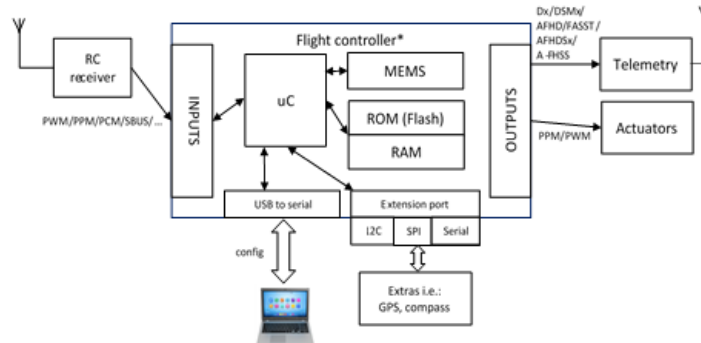 Dx/DSMx/
AFHD/FASST/
AFHDSx/
A-FHSS
Flight controller*
RC
receiver
INPUTS
uC
MEMS
ROM (Flash)
RAM
OUTPUTS
Telemetry
Actuators
PWM/PPM/PCM/SBUS/...
PPM/PWM
USB to serial
Extension port
I2C
SPI
Serial
config
Extras i.e.:
GPS, compass